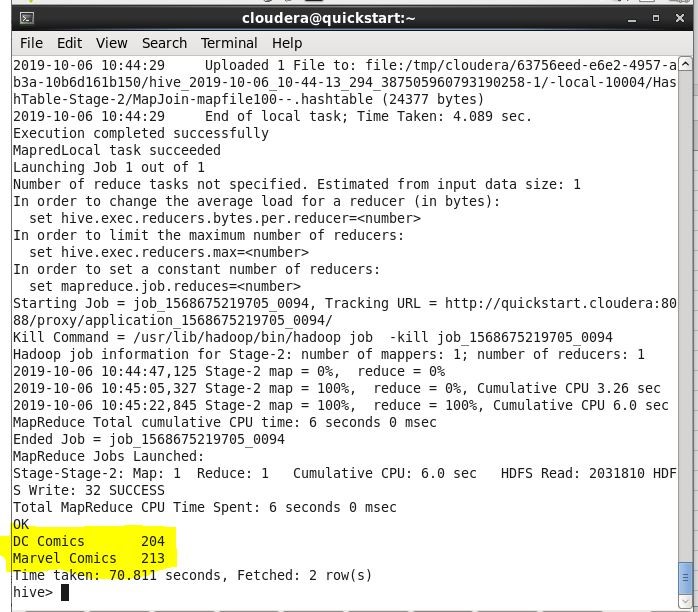 cloudera@quickstart:~
File Edit View Search Terminal Help
2019-10-06 10:44:29     Uploaded 1 File to: file:/tmp/cloudera/63756eed-e6e2-4957-a
b3a-10b6d161b150/hive_2019-10-06_10-44-13_294_387505960793190258-1/-local-10004/Has
hTable-Stage-2/MapJoin-mapfile100--.hashtable (24377 bytes)
2019-10-06 10:44:29     End of local task; Time Taken: 4.089 sec.
Execution completed successfully
MapredLocal task succeeded
Launching Job 1 out of 1
Number of reduce tasks not specified. Estimated from input data size: 1
In order to change the average load for a reducer (in bytes):
  set hive.exec.reducers.bytes.per.reducer=<number>
In order to limit the maximum number of reducers:
  set hive.exec.reducers.max=<number>
In order to set a constant number of reducers:
  set mapreduce.job.reduces=<number>
Starting Job = job_1568675219705_0094, Tracking URL = http://quickstart.cloudera:80
88/proxy/application_1568675219705_0094/
Kill Command = /usr/lib/hadoop/bin/hadoop job  -kill job_1568675219705_0094
Hadoop job information for Stage-2: number of mappers: 1; number of reducers: 1
2019-10-06 10:44:47,125 Stage-2 map = 0%,  reduce = 0%
2019-10-06 10:45:05,327 Stage-2 map = 100%,  reduce = 0%, Cumulative CPU 3.26 sec
2019-10-06 10:45:22,845 Stage-2 map = 100%,  reduce = 100%, Cumulative CPU 6.0 sec
MapReduce Total cumulative CPU time: 6 seconds 0 msec
Ended Job = job_1568675219705_0094
MapReduce Jobs Launched:
Stage-Stage-2: Map: 1  Reduce: 1   Cumulative CPU: 6.0 sec   HDFS Read: 2031810 HDF
S Write: 32 SUCCESS
Total MapReduce CPU Time Spent: 6 seconds 0 msec
OK
DC Comics       204
Marvel Comics   213
Time taken: 70.811 seconds, Fetched: 2 row(s)
hive>